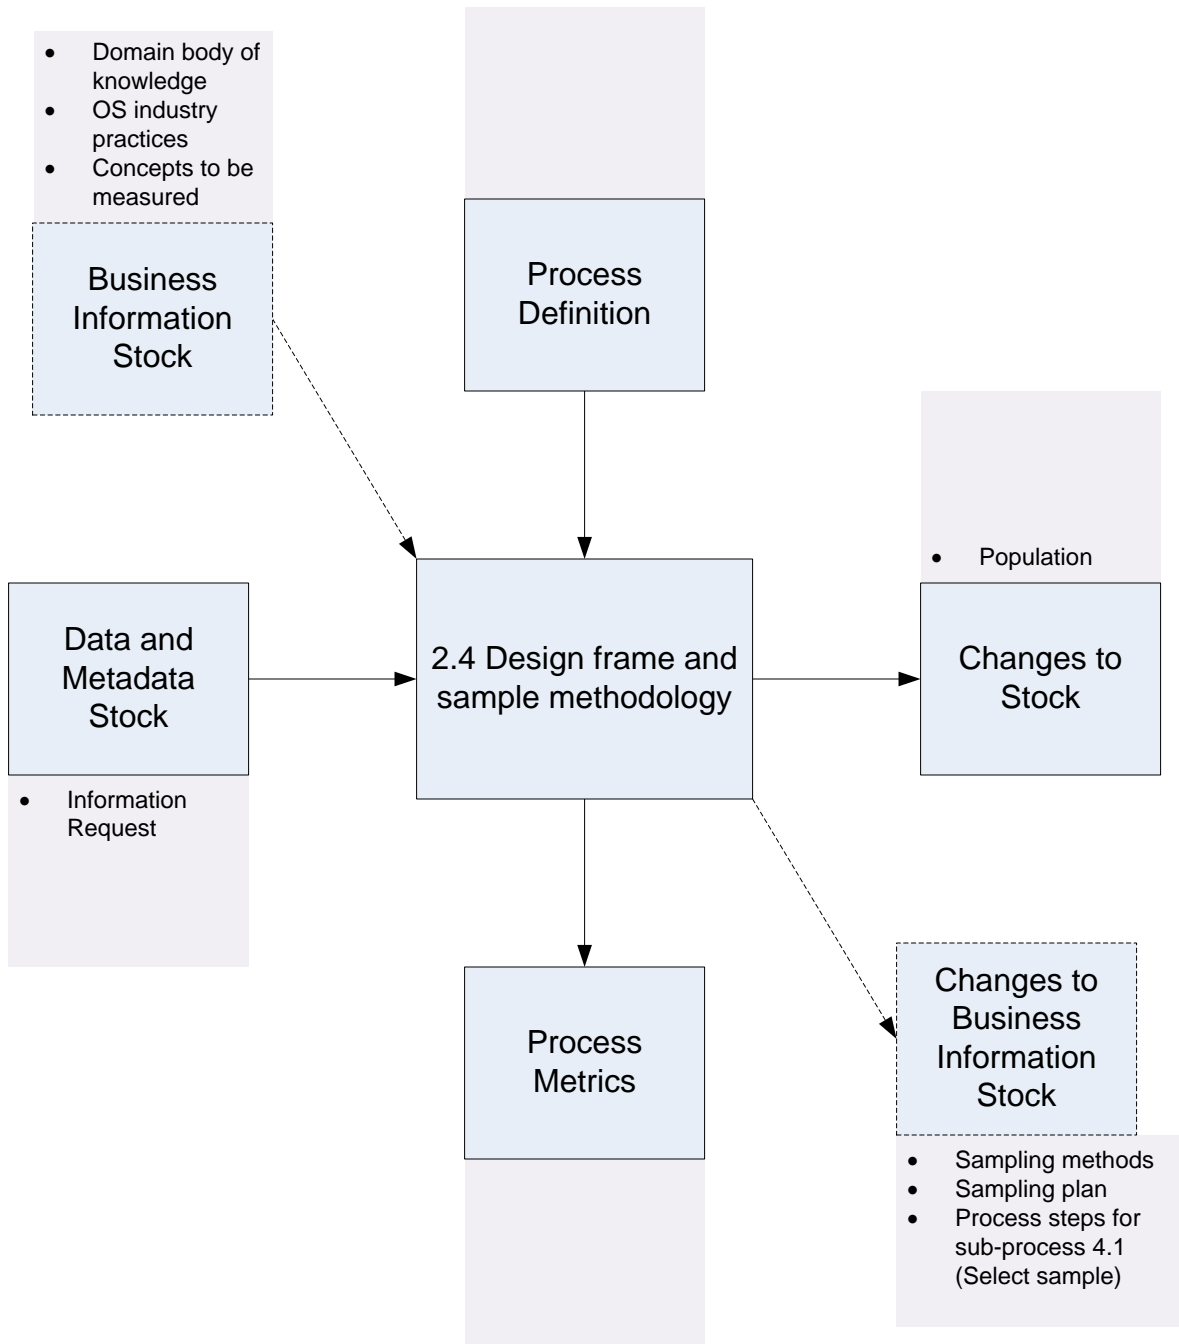 • Domain body of
knowledge
• OS industry
practices
• Concepts to be
measured
Business
Information
Stock
Process
Definition
• Population
Data and
Metadata
Stock
2.4 Design frame and
sample methodology
Changes to
Stock
• Information
Request
Process
Metrics
Changes to
Business
Information
Stock
• Sampling methods
• Sampling plan
• Process steps for
sub-process 4.1
(Select sample)